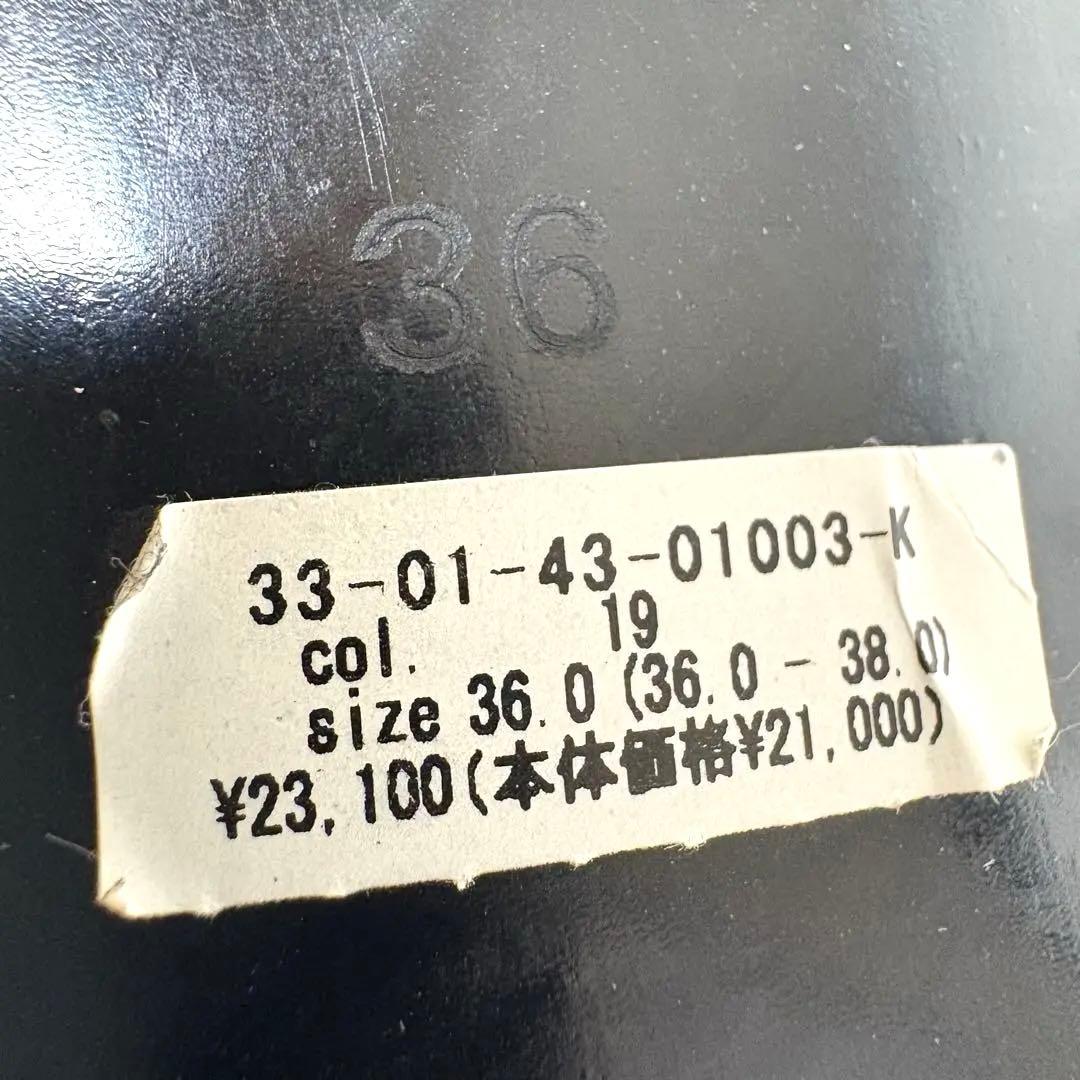 36
33-01-43-01003-K
col. 19
size 36.0 (36.0 - 38.0)
¥23,100(本体価格¥21,000)